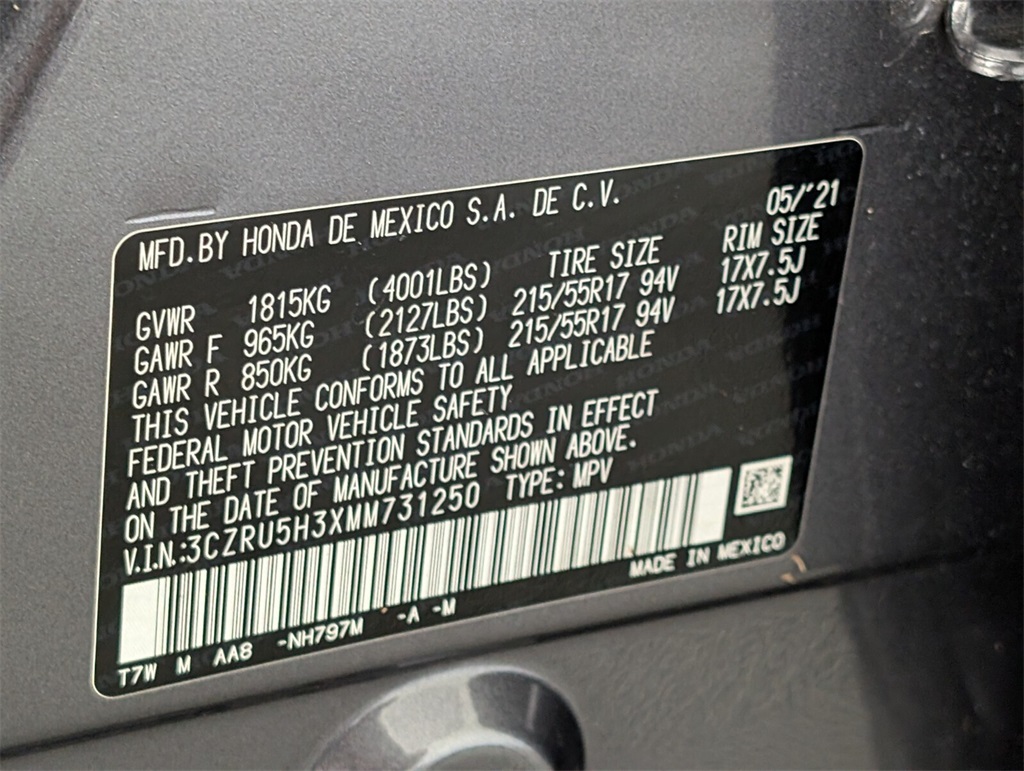 MFD.BY HONDA DE MEXICO S.A. DE C.V. 05/'21
TIRE SIZE RIM SIZE
GVWR 1815KG (4001LBS)
GAWR F 965KG (2127LBS) 215/55R17 94V 17X7.5J
GAWR R 850KG (1873LBS) 215/55R17 94V 17X7.5J
THIS VEHICLE CONFORMS TO ALL APPLICABLE
FEDERAL MOTOR VEHICLE SAFETY
AND THEFT PREVENTION STANDARDS IN EFFECT
ON THE DATE OF MANUFACTURE SHOWN ABOVE.
V.I.N.:3CZRU5H3XMM731250 TYPE: MPV
MADE IN MEXICO
T7W M AA8 -NH797M -A -M